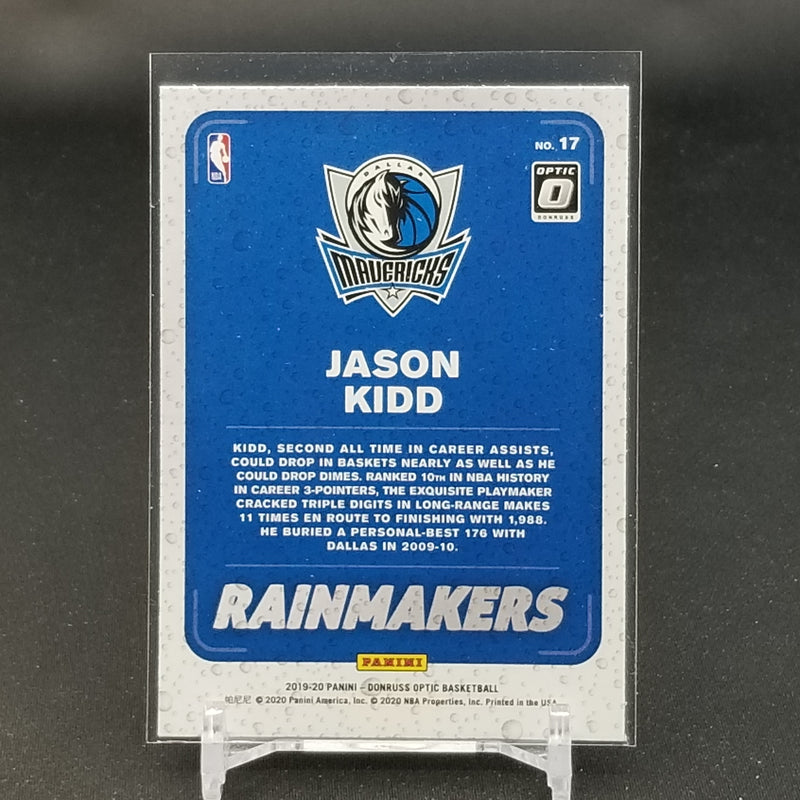 NBA
NO. 17
OPTIC
DONRUSS
DALLAS
MAVERICKS
JASON
KIDD
KIDD, SECOND ALL TIME IN CAREER ASSISTS,
COULD DROP IN BASKETS NEARLY AS WELL AS HE
COULD DROP DIMES. RANKED 10TH IN NBA HISTORY
IN CAREER 3-POINTERS, THE EXQUISITE PLAYMAKER
CRACKED TRIPLE DIGITS IN LONG-RANGE MAKES
11 TIMES EN ROUTE TO FINISHING WITH 1,988.
HE BURIED A PERSONAL-BEST 176 WITH
DALLAS IN 2009-10.
RAINMAKERS
PANINI
2019-20 PANINI – DONRUSS OPTIC BASKETBALL
帕尼尼 © 2020 Panini America, Inc. © 2020 NBA Properties, Inc. Printed in the USA